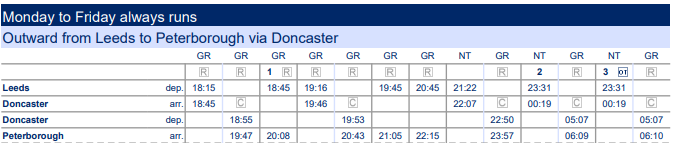 Monday to Friday always runs
Outward from Leeds to Peterborough via Doncaster
GR GR GR GR GR GR GR NT GR NT GR NT GR
R R 1 R R R R R R 2 R 3 OT R
Leeds dep. 18:15 18:45 19:16 19:45 20:45 21:22 23:31 23:31
Doncaster arr. 18:45 C 19:46 C 22:07 C 00:19 C 00:19 C
Doncaster dep. 18:55 19:53 22:50 05:07 05:07
Peterborough arr. 19:47 20:08 20:43 21:05 22:15 23:57 06:09 06:10